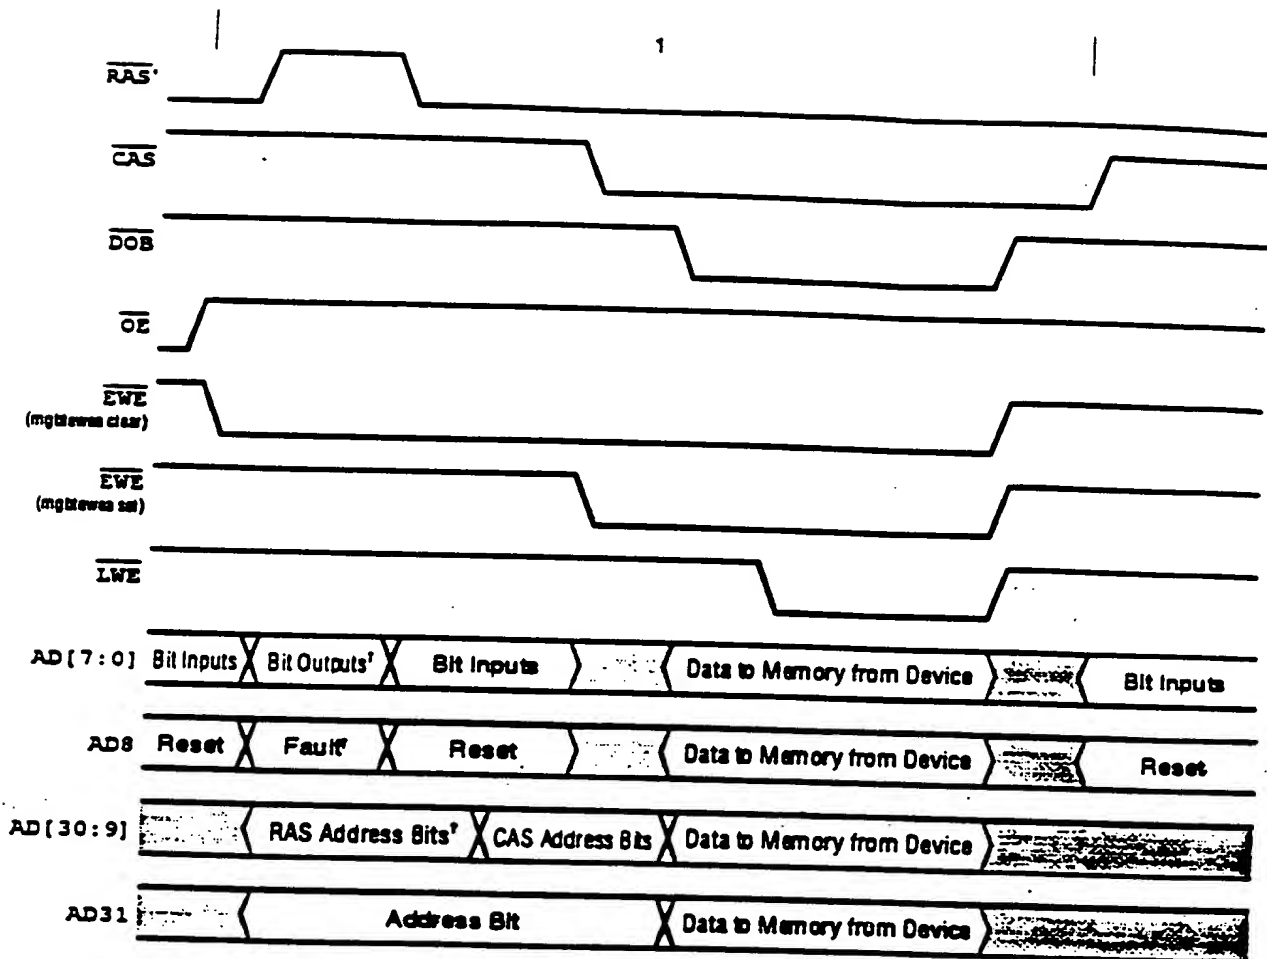 1
RAS*
CAS
DOB
OE
EWE
(mgbtewea clear)
EWE
(mgbtewea set)
LWE
AD[7:0] Bit Inputs Bit Outputs† Bit Inputs Data to Memory from Device Bit Inputs
AD8 Reset Fault† Reset Data to Memory from Device Reset
AD[30:9] RAS Address Bits† CAS Address Bits Data to Memory from Device
AD31 Address Bit Data to Memory from Device